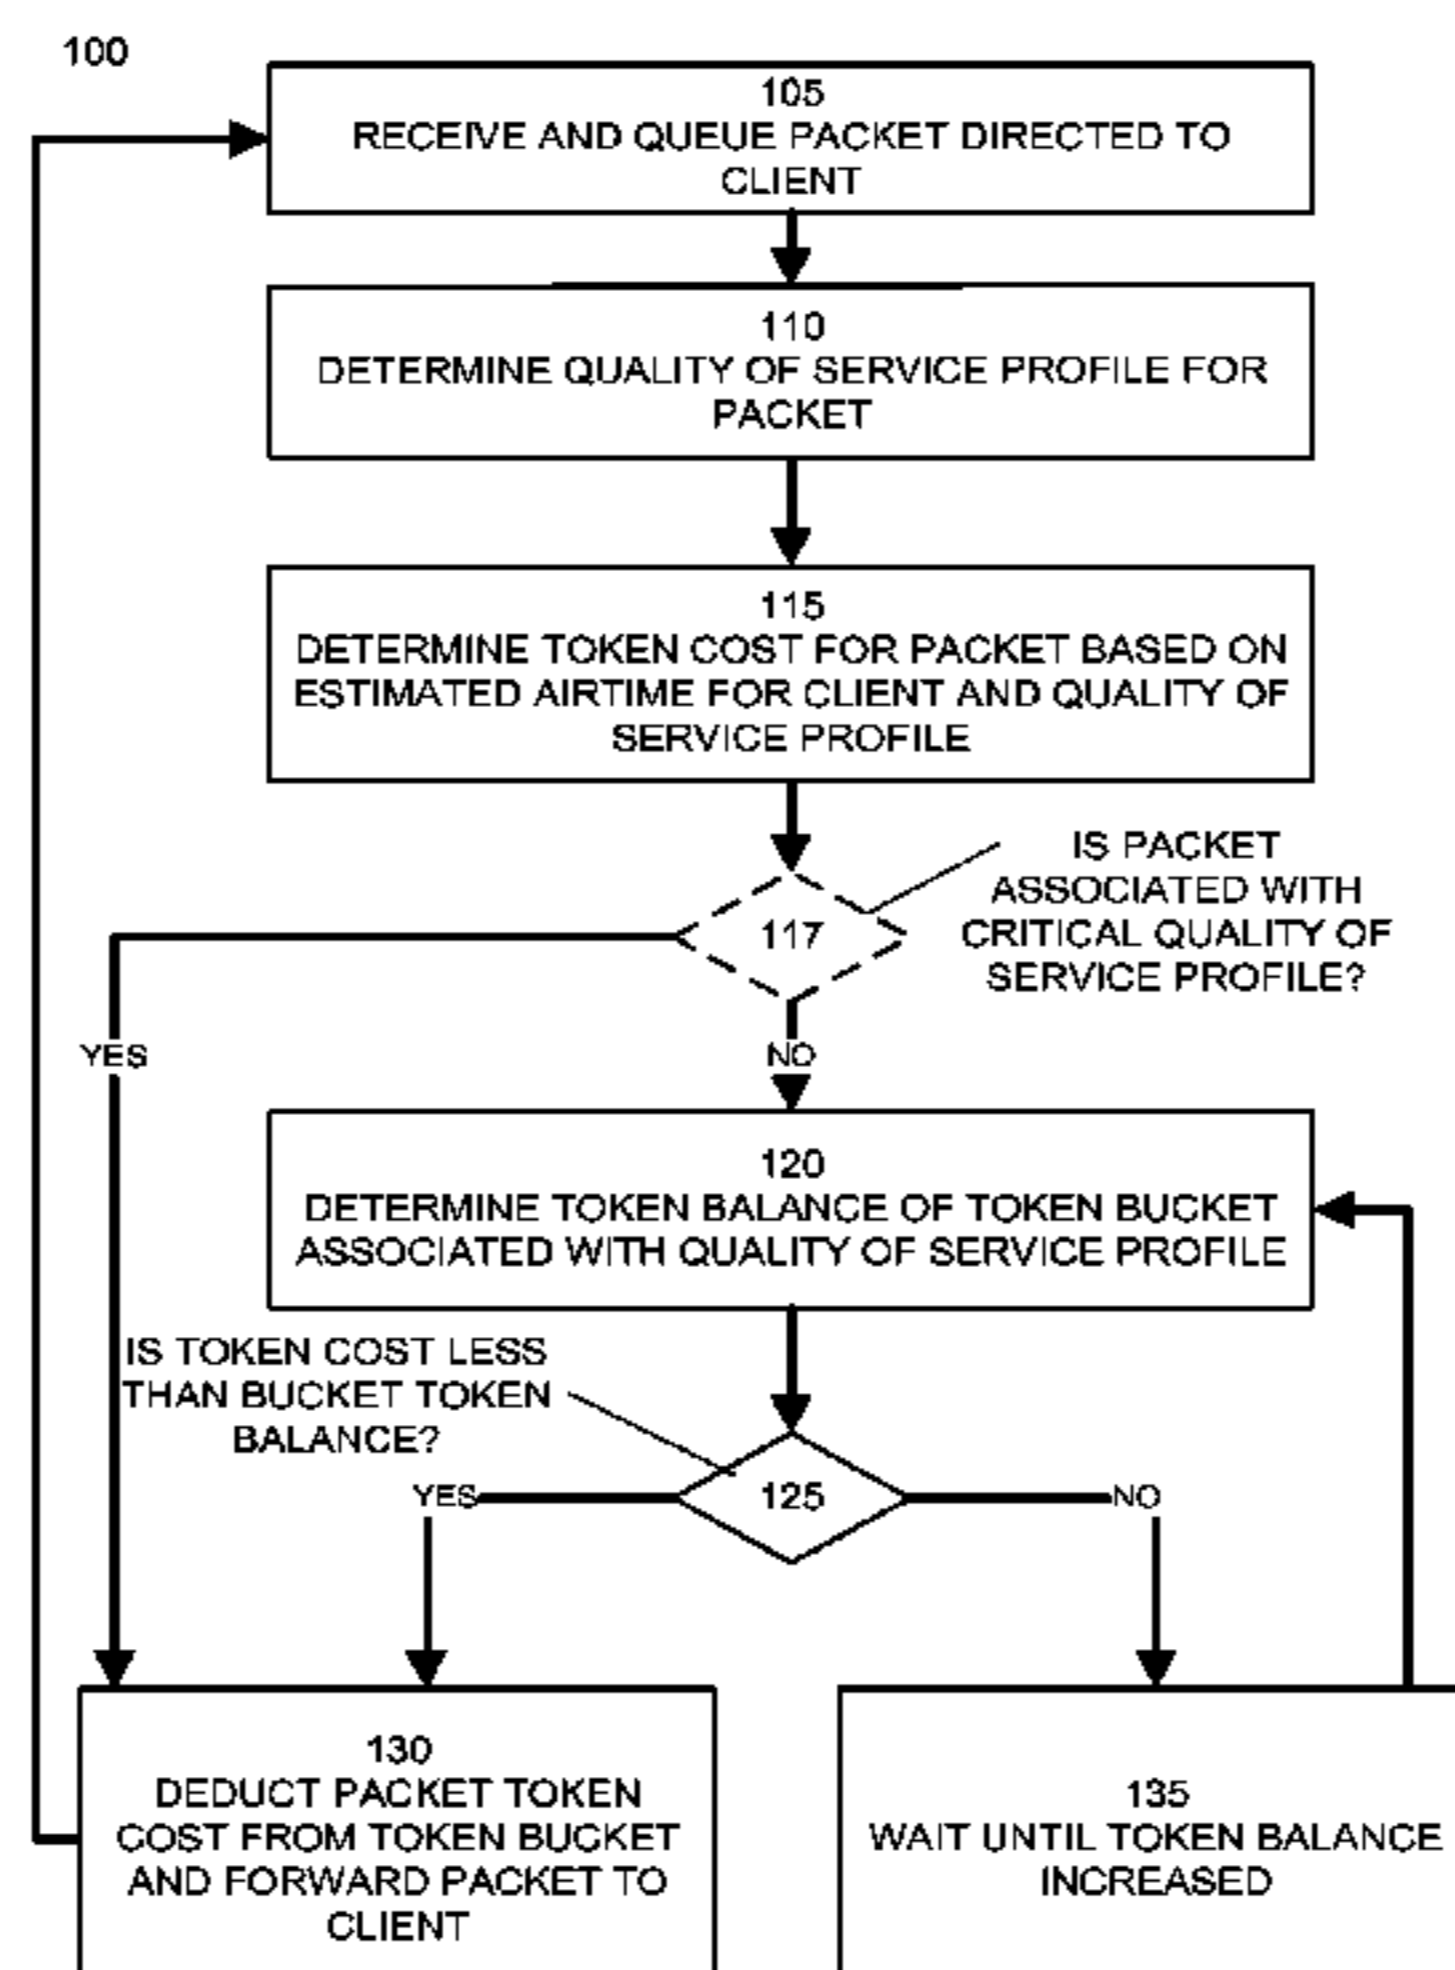 100
105
RECEIVE AND QUEUE PACKET DIRECTED TO
CLIENT
110
DETERMINE QUALITY OF SERVICE PROFILE FOR
PACKET
115
DETERMINE TOKEN COST FOR PACKET BASED ON
ESTIMATED AIRTIME FOR CLIENT AND QUALITY OF
SERVICE PROFILE
IS PACKET
ASSOCIATED WITH
CRITICAL QUALITY OF
SERVICE PROFILE?
117
YES
NO
120
DETERMINE TOKEN BALANCE OF TOKEN BUCKET
ASSOCIATED WITH QUALITY OF SERVICE PROFILE
IS TOKEN COST LESS
THAN BUCKET TOKEN
BALANCE?
YES
125
NO
130
DEDUCT PACKET TOKEN
COST FROM TOKEN BUCKET
AND FORWARD PACKET TO
CLIENT
135
WAIT UNTIL TOKEN BALANCE
INCREASED